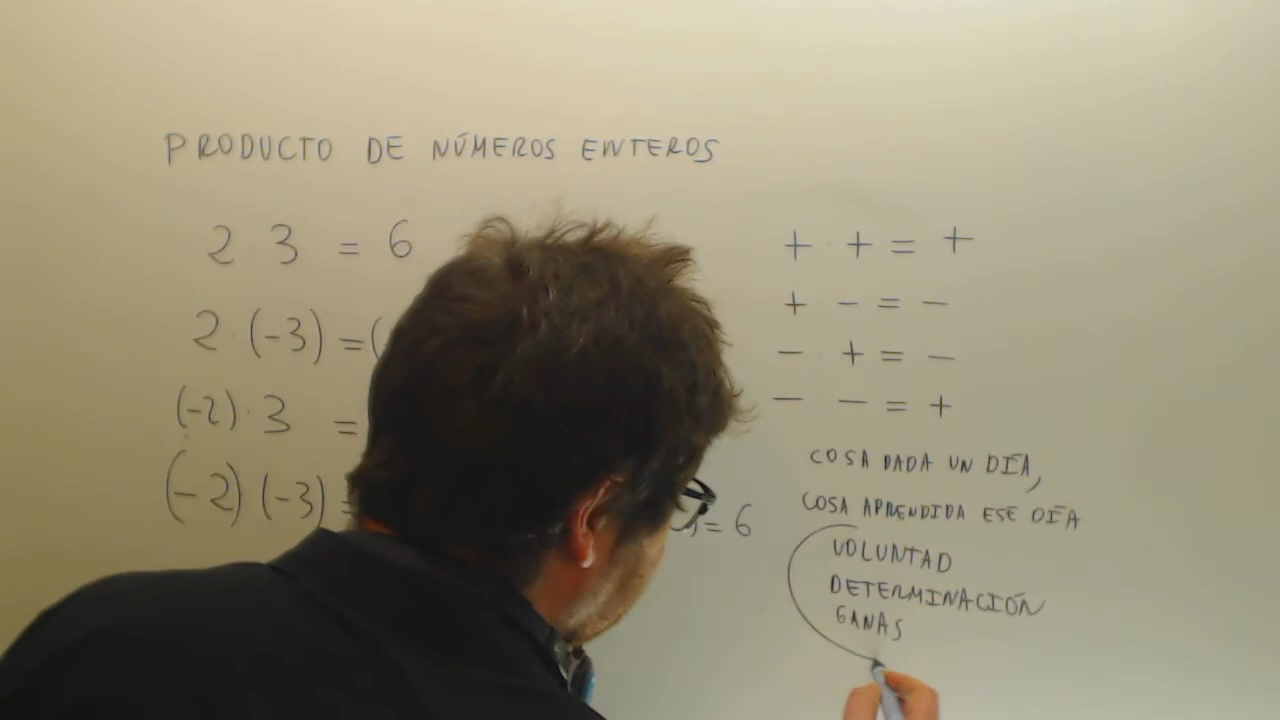 PRODUCTO DE NÚMEROS ENTEROS
2 3 = 6
2 · (-3) = (
(-2) · 3 =
(-2) (-3) =
= 6
+ + = +
+ - = -
- + = -
- - = +
COSA DADA UN DÍA,
COSA APRENDIDA ESE DÍA
VOLUNTAD
DETERMINACIÓN
GANAS